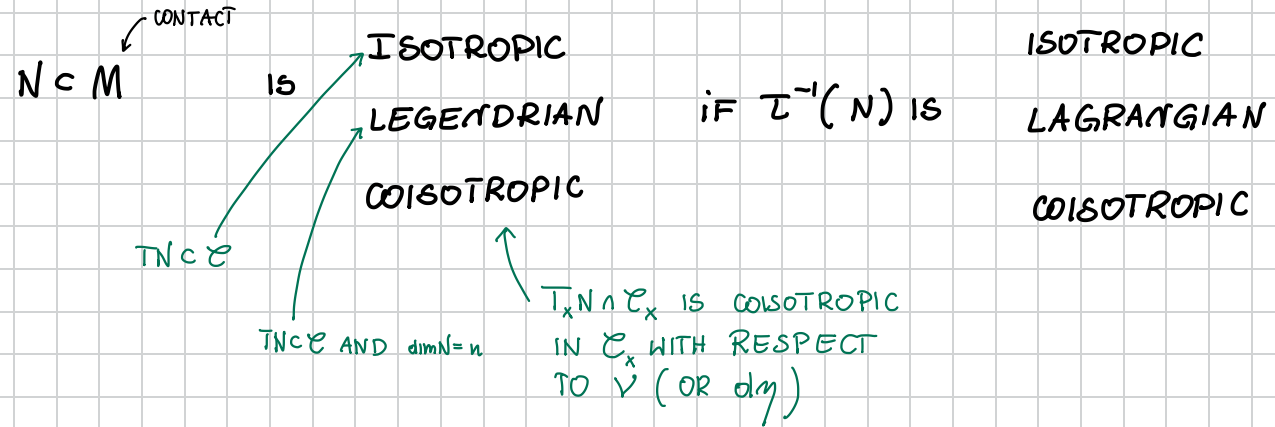 CONTACT
N ⊂ M IS ISOTROPIC IF τ⁻¹(N) IS ISOTROPIC
LEGENDRIAN LAGRANGIAN
COISOTROPIC COISOTROPIC
TN ⊂ 𝒞
TN ⊂ 𝒞 AND dimN = n
TₓN ∩ 𝒞ₓ IS COISOTROPIC
IN 𝒞ₓ WITH RESPECT
TO ν (OR dη)